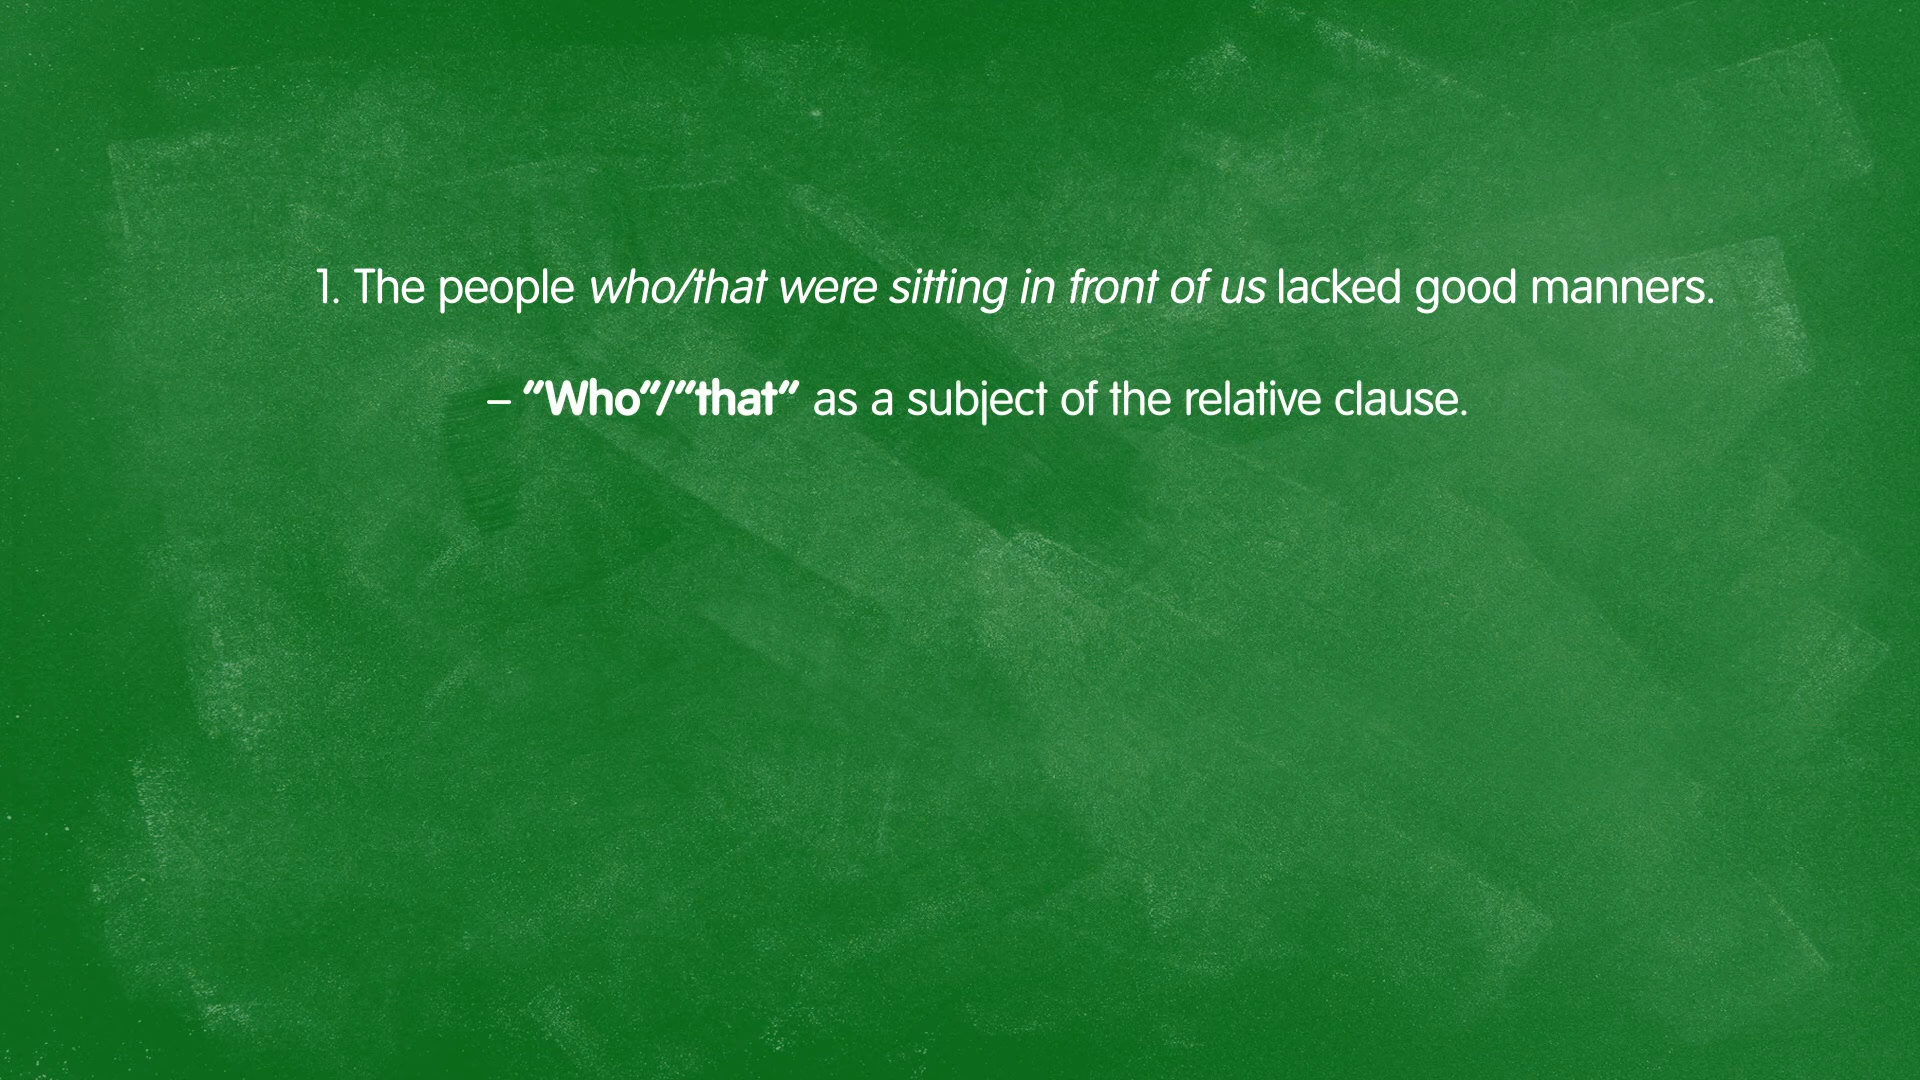 1. The people who/that were sitting in front of us lacked good manners.
– "Who"/"that" as a subject of the relative clause.